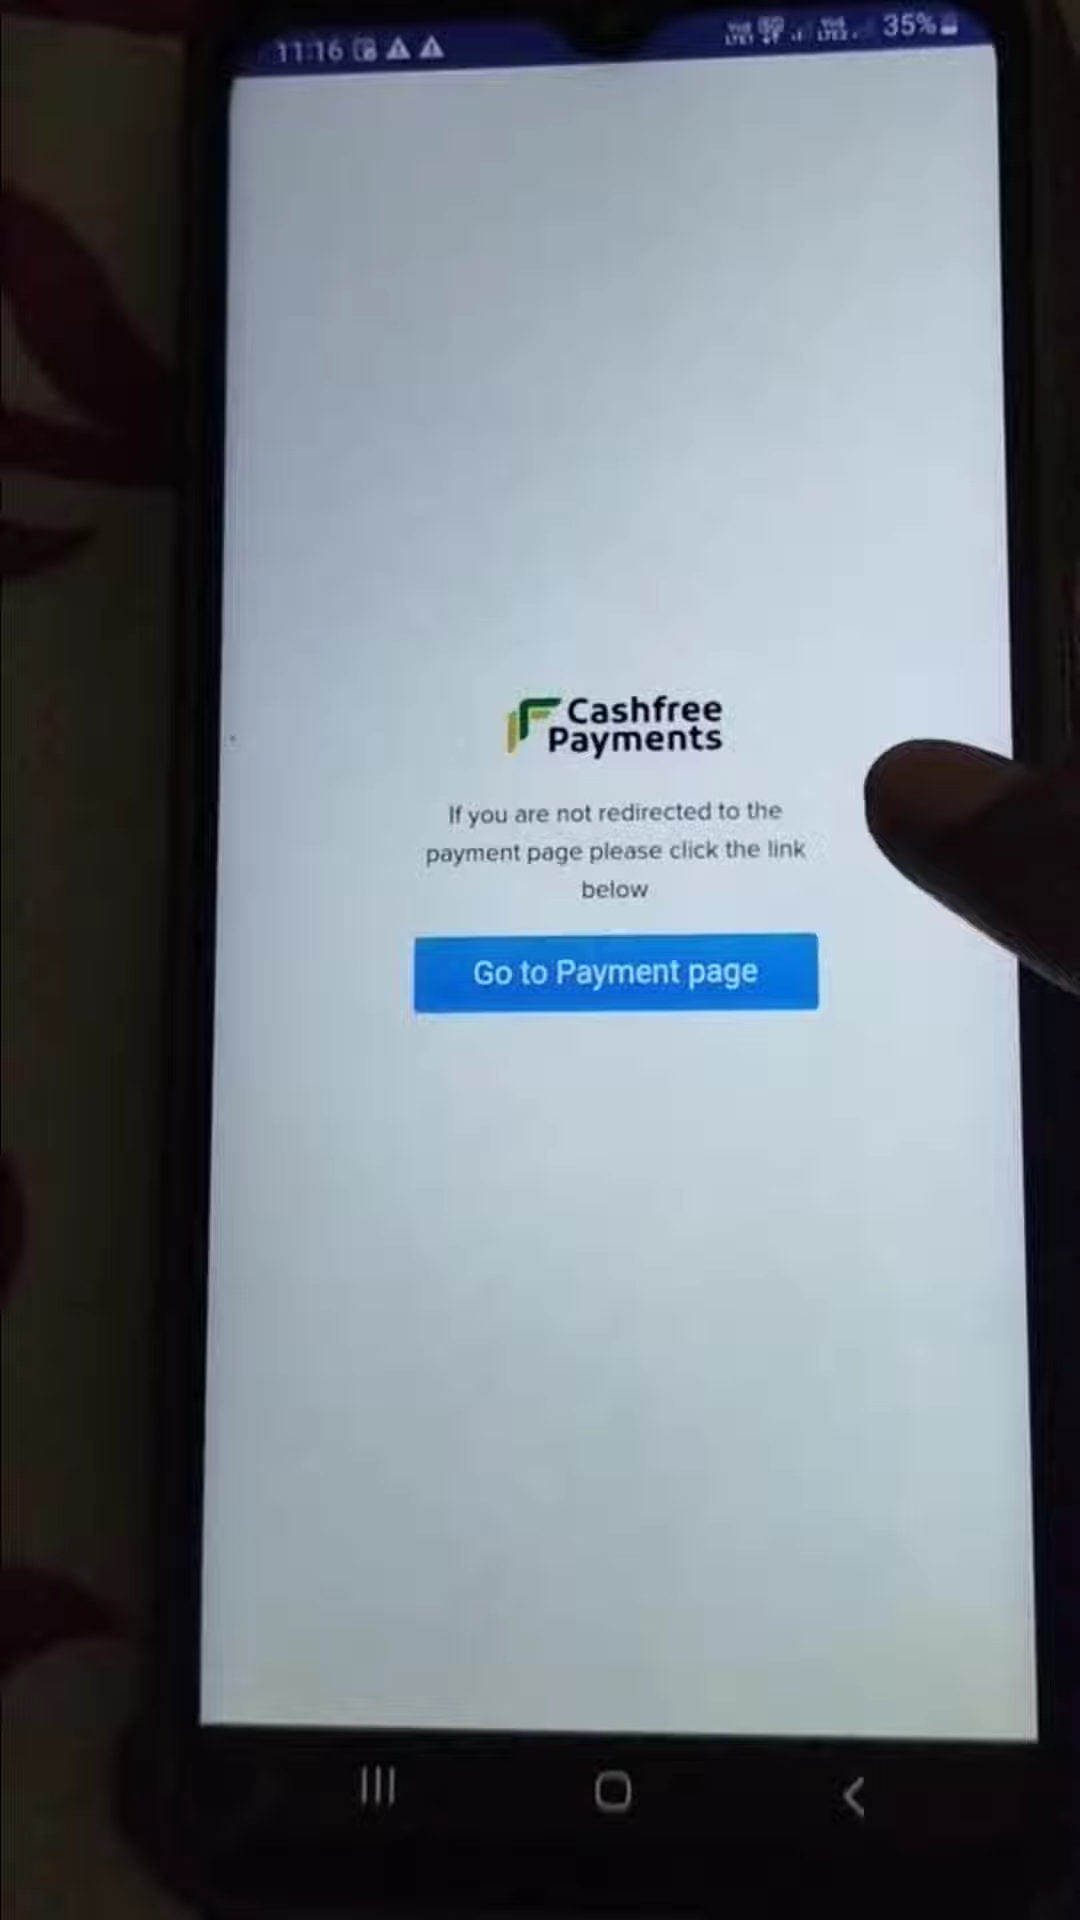 11:16 35%
Cashfree
Payments
If you are not redirected to the
payment page please click the link
below
Go to Payment page